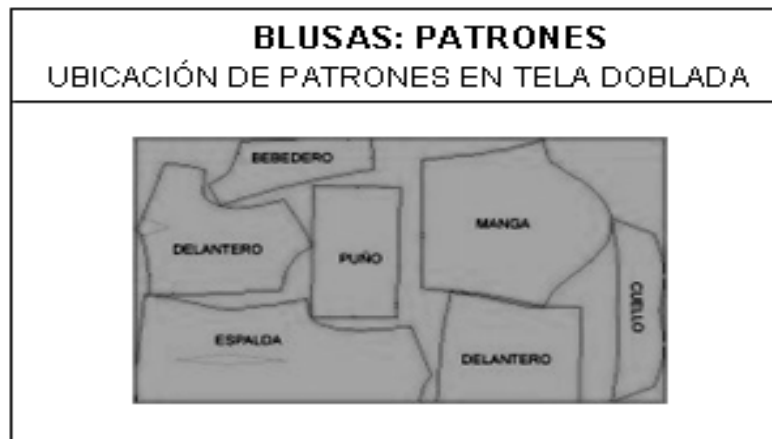 BLUSAS: PATRONES
UBICACIÓN DE PATRONES EN TELA DOBLADA
BEBEDERO
DELANTERO
PUÑO
MANGA
CUELLO
ESPALDA
DELANTERO